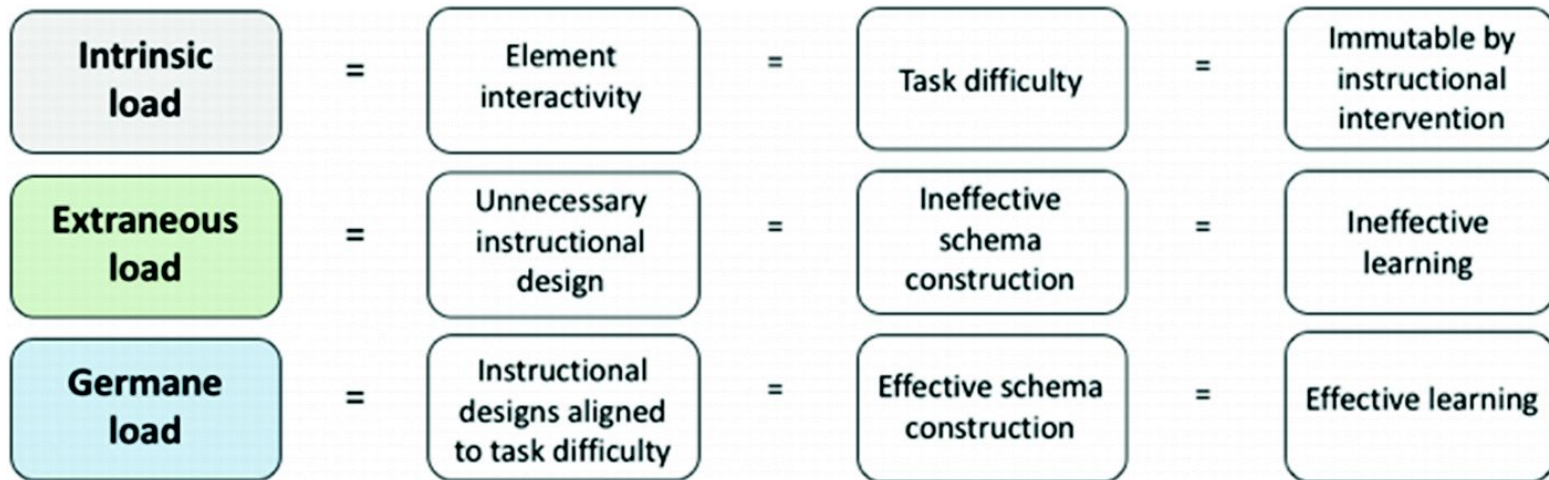 Intrinsic
load
=
Element
interactivity
=
Task difficulty
=
Immutable by
instructional
intervention
Extraneous
load
=
Unnecessary
instructional
design
=
Ineffective
schema
construction
=
Ineffective
learning
Germane
load
=
Instructional
designs aligned
to task difficulty
=
Effective schema
construction
=
Effective learning